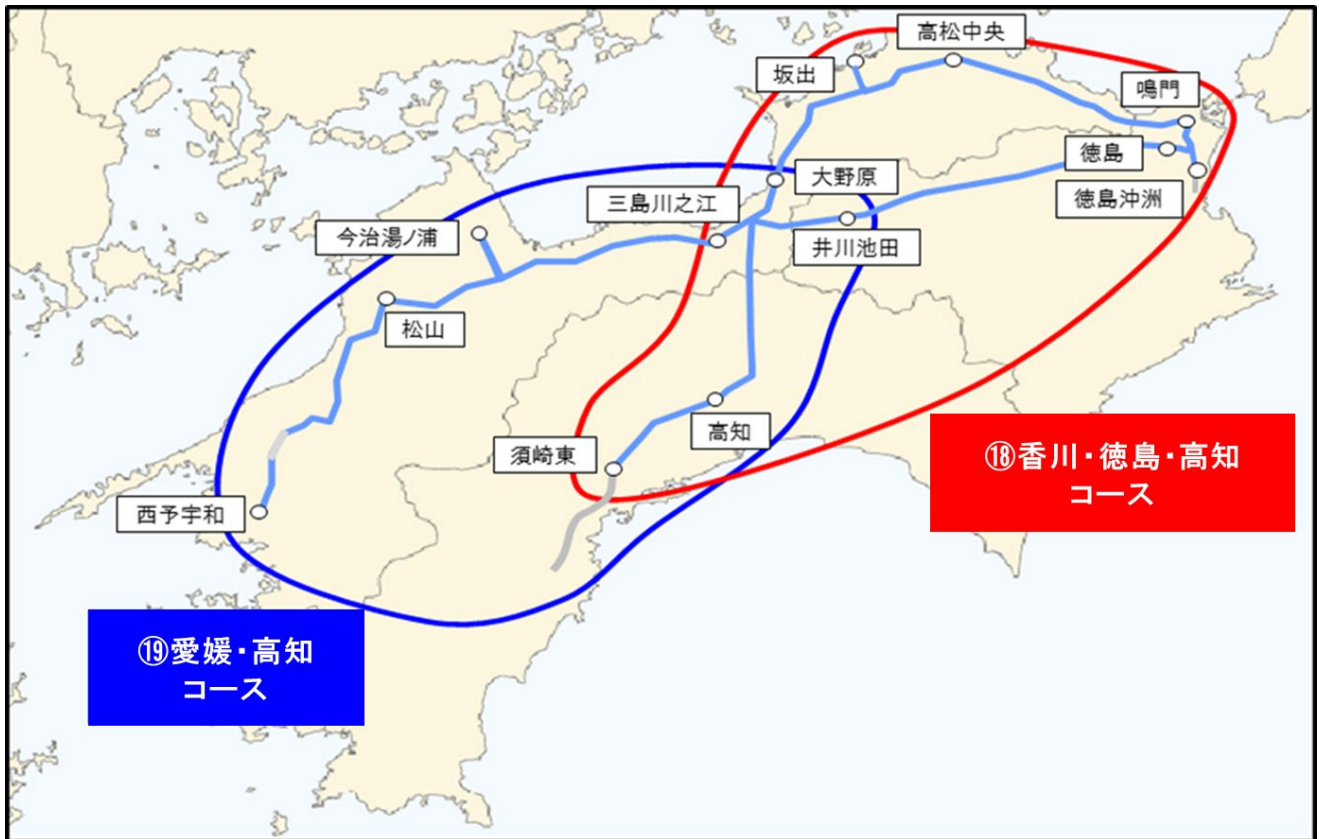 高松中央
坂出
鳴門
徳島
大野原
徳島沖洲
三島川之江
今治湯ノ浦
井川池田
松山
高知
須崎東
⑱香川・徳島・高知
コース
西予宇和
⑲愛媛・高知
コース